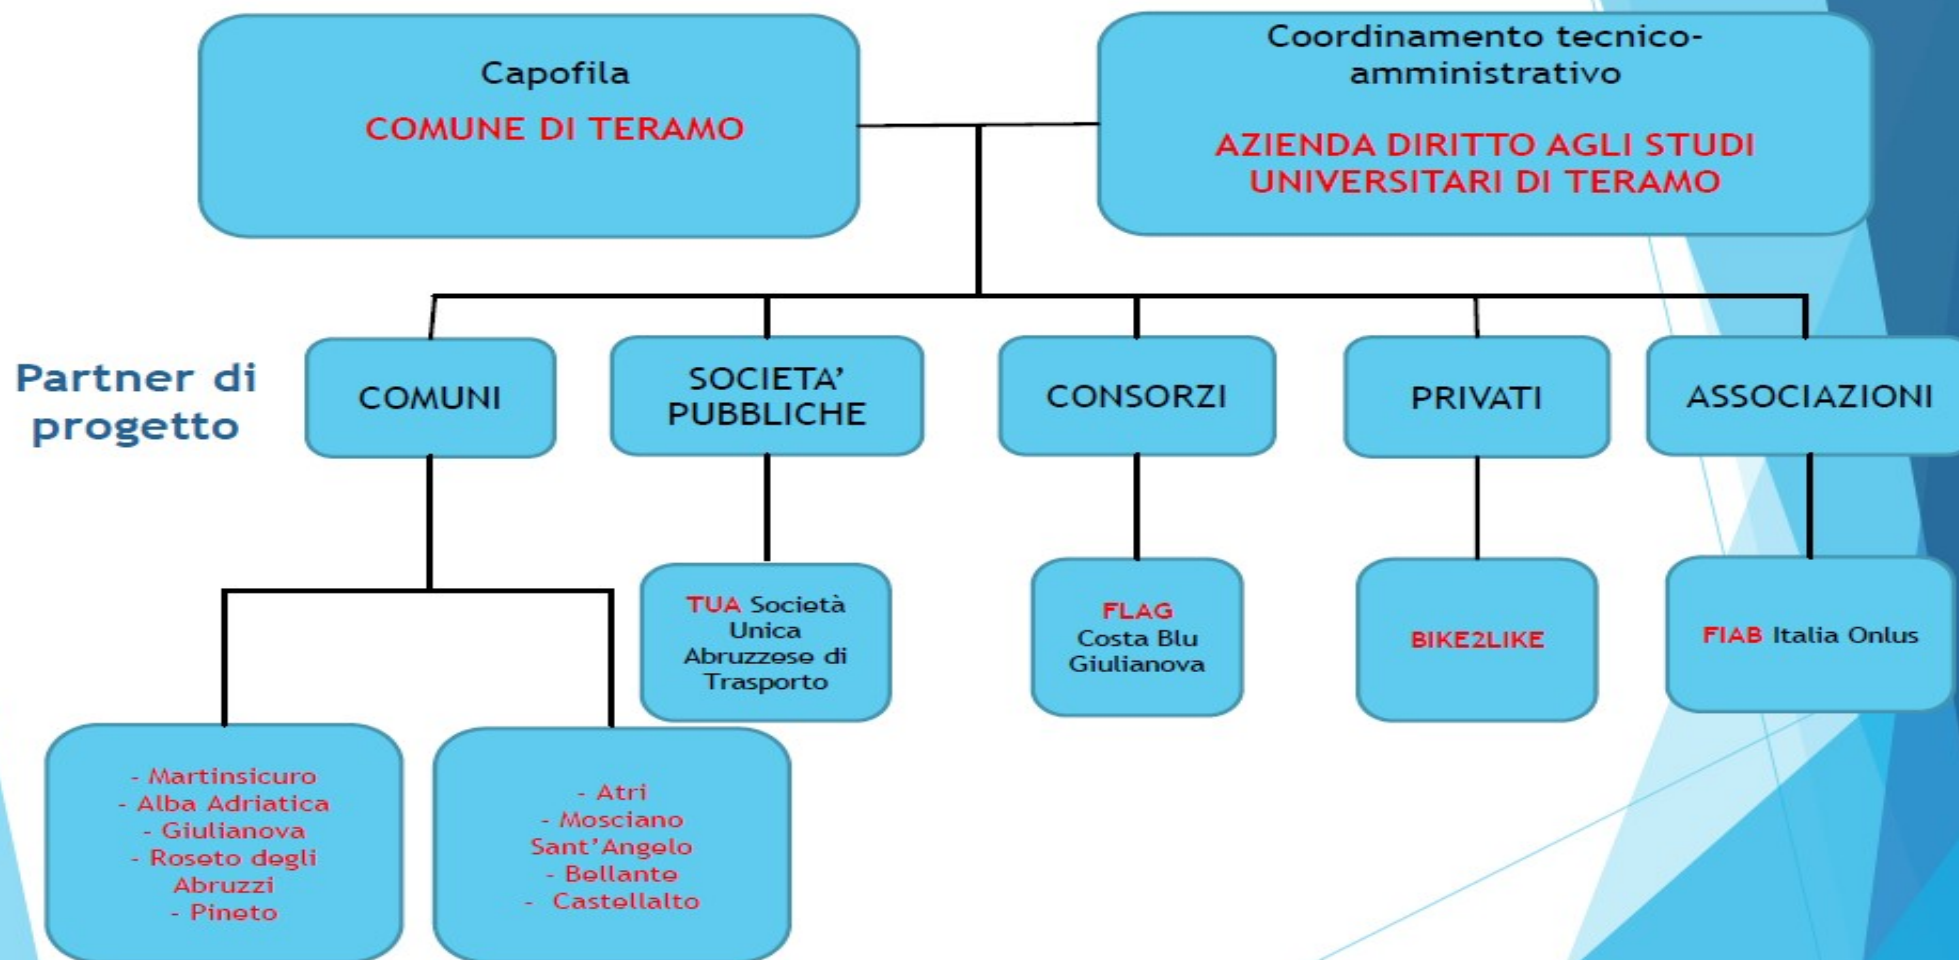 Capofila
COMUNE DI TERAMO
Coordinamento tecnico-
amministrativo
AZIENDA DIRITTO AGLI STUDI
UNIVERSITARI DI TERAMO
Partner di
progetto
COMUNI
SOCIETA’
PUBBLICHE
CONSORZI
PRIVATI
ASSOCIAZIONI
TUA Società
Unica
Abruzzese di
Trasporto
FLAG
Costa Blu
Giulianova
BIKE2LIKE
FIAB Italia Onlus
- Martinsicuro
- Alba Adriatica
- Giulianova
- Roseto degli
Abruzzi
- Pineto
- Atri
- Mosciano
Sant’Angelo
- Bellante
- Castellalto